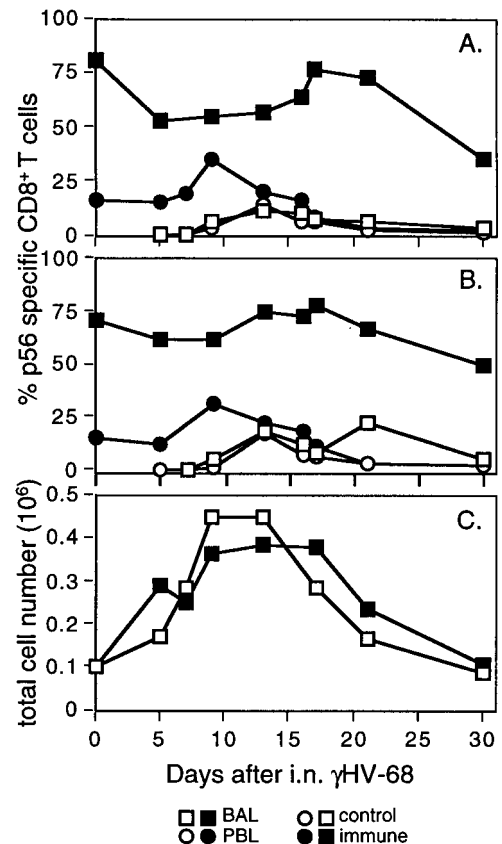 100
A.
75
50
25
0
% p56 specific CD8⁺ T cells
100
B.
75
50
25
0
0.5
C.
0.4
0.3
0.2
0.1
0
total cell number (10⁶)
0 5 10 15 20 25 30
Days after i.n. γHV-68
BAL control
PBL immune